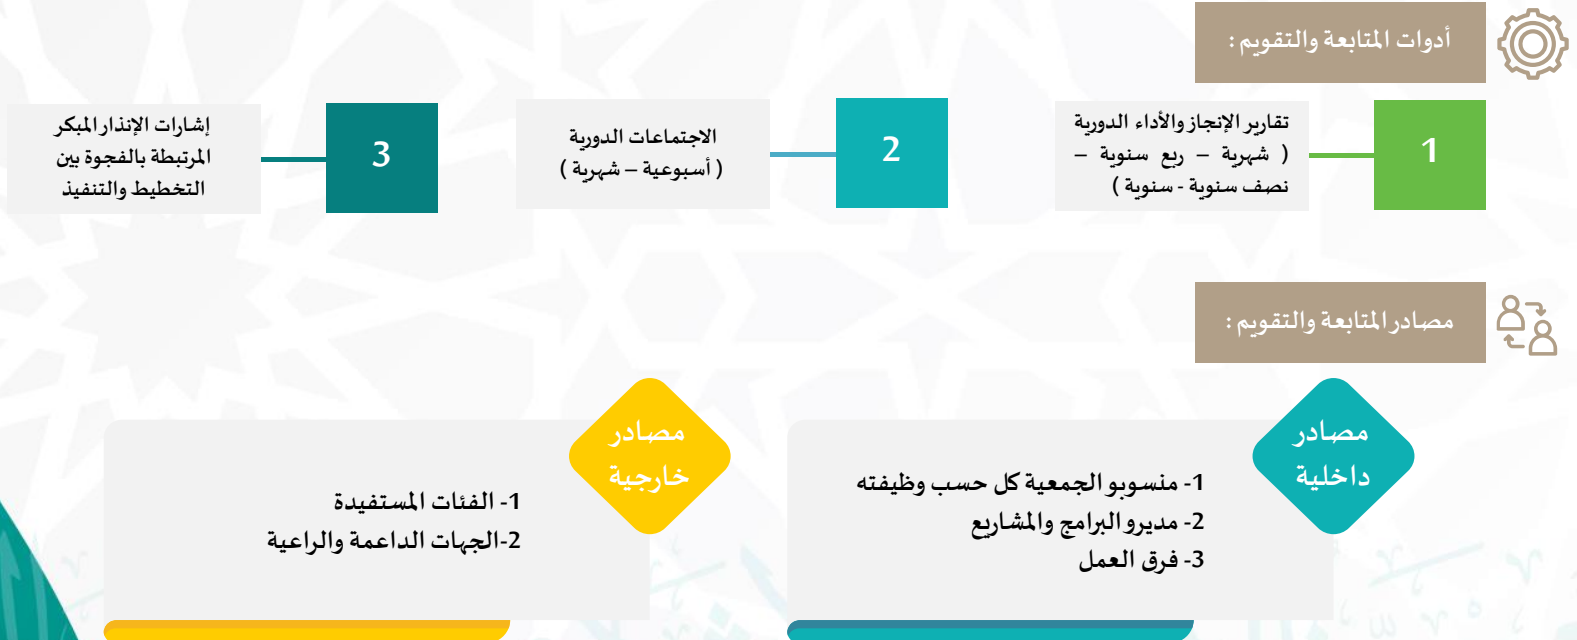 أدوات المتابعة والتقويم :
1
تقارير الإنجاز والأداء الدورية
( شهرية – ربع سنوية –
نصف سنوية - سنوية )
2
الاجتماعات الدورية
( أسبوعية – شهرية )
3
إشارات الإنذار المبكر
المرتبطة بالفجوة بين
التخطيط والتنفيذ
مصادر المتابعة والتقويم :
مصادر
داخلية
1- منسوبو الجمعية كل حسب وظيفته
2- مديرو البرامج والمشاريع
3- فرق العمل
مصادر
خارجية
1- الفئات المستفيدة
2-الجهات الداعمة والراعية